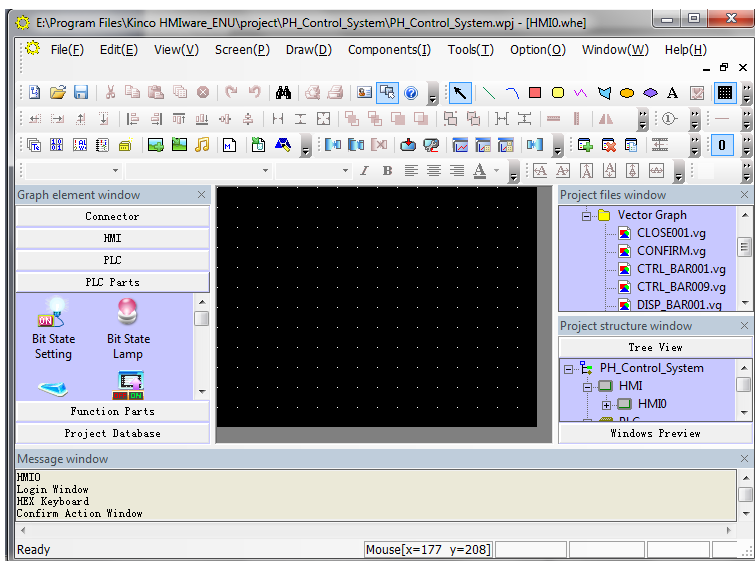 E:\Program Files\Kinco HMIware_ENU\project\PH_Control_System\PH_Control_System.wpj - [HMI0.whe]
File(F) Edit(E) View(V) Screen(P) Draw(D) Components(I) Tools(T) Option(O) Window(W) Help(H)
A
M
0
I B A
Graph element window
Connector
HMI
PLC
PLC Parts
ON
Bit State Setting
Bit State Lamp
ON
Function Parts
Project Database
Project files window
Vector Graph
CLOSE001.vg
CONFIRM.vg
CTRL_BAR001.vg
CTRL_BAR009.vg
DISP_BAR001.vg
Project structure window
Tree View
PH_Control_System
HMI
HMI0
PLC
Windows Preview
Message window
HMI0
Login Window
HEX Keyboard
Confirm Action Window
Ready
Mouse[x=177 y=208]